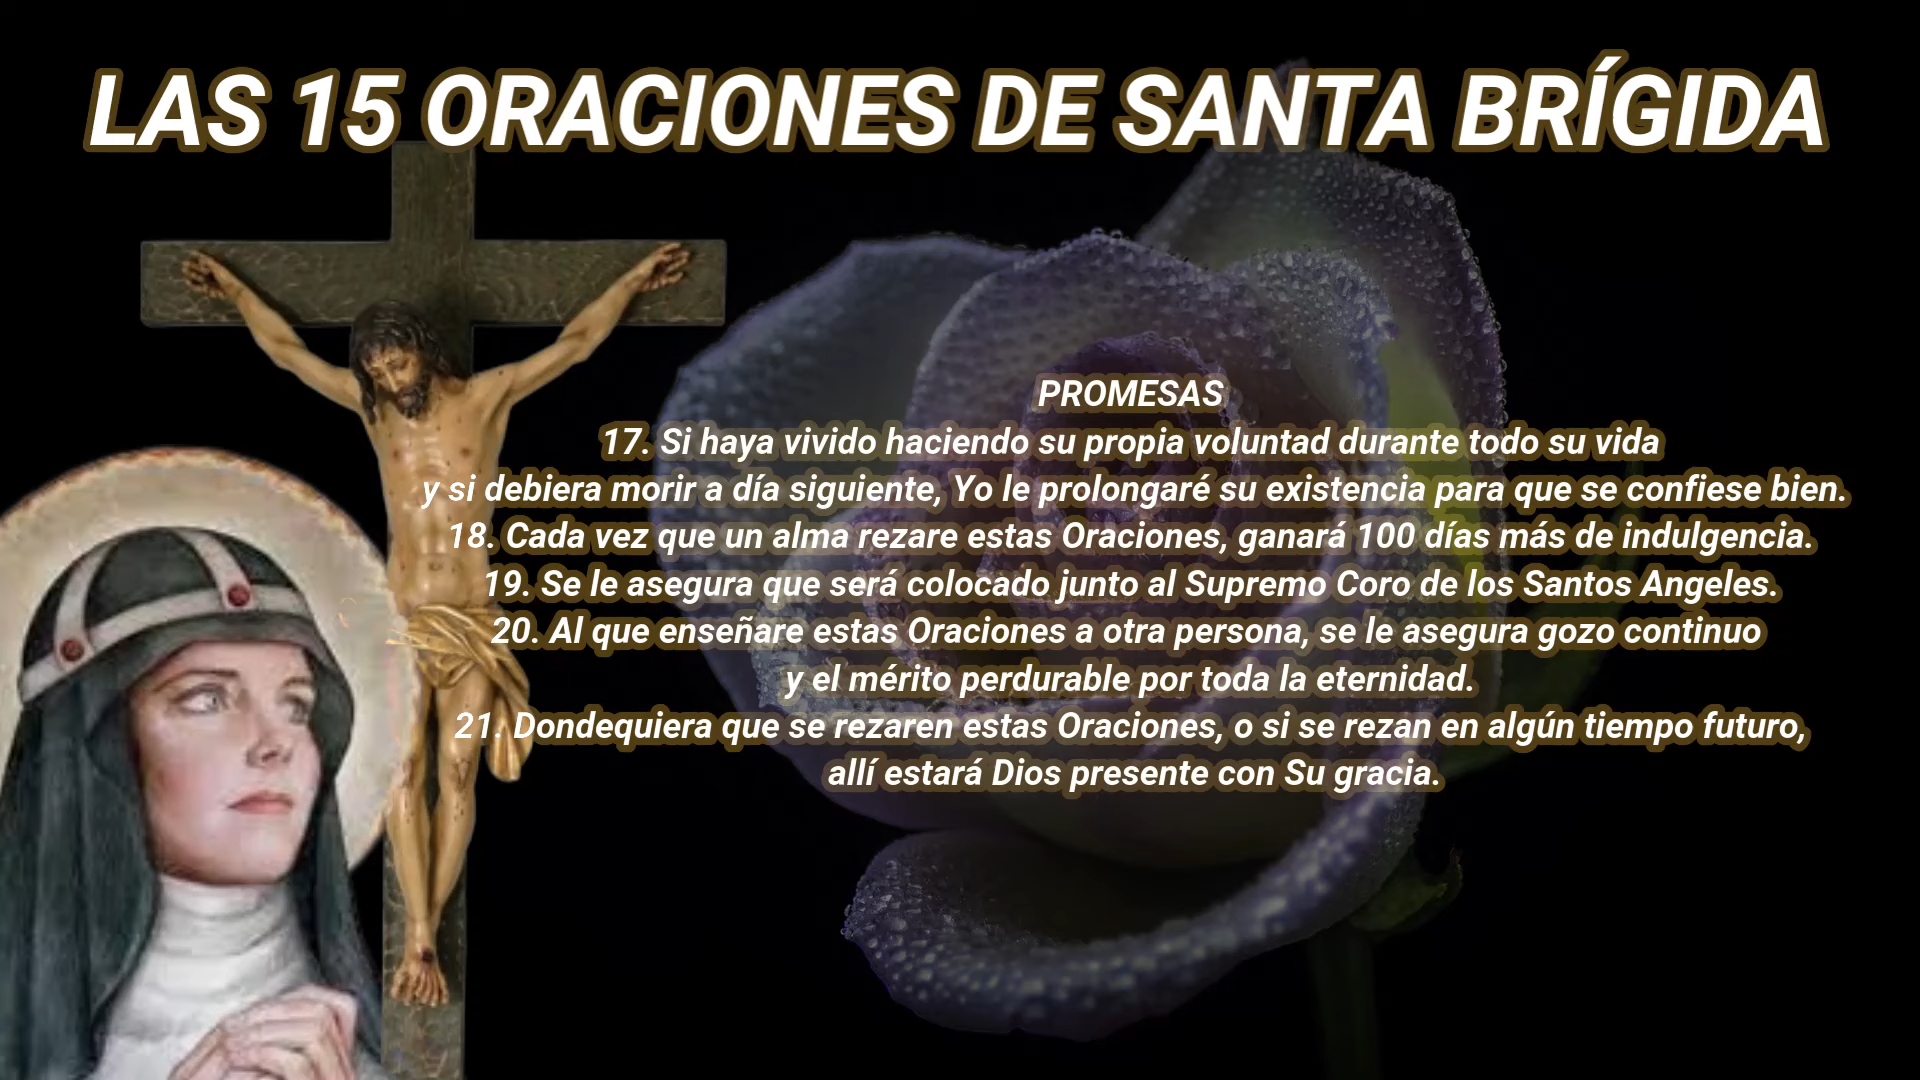 LAS 15 ORACIONES DE SANTA BRÍGIDA
PROMESAS
17. Si haya vivido haciendo su propia voluntad durante todo su vida
y si debiera morir a día siguiente, Yo le prolongaré su existencia para que se confiese bien.
18. Cada vez que un alma rezare estas Oraciones, ganará 100 días más de indulgencia.
19. Se le asegura que será colocado junto al Supremo Coro de los Santos Angeles.
20. Al que enseñare estas Oraciones a otra persona, se le asegura gozo continuo
y el mérito perdurable por toda la eternidad.
21. Dondequiera que se rezaren estas Oraciones, o si se rezan en algún tiempo futuro,
allí estará Dios presente con Su gracia.